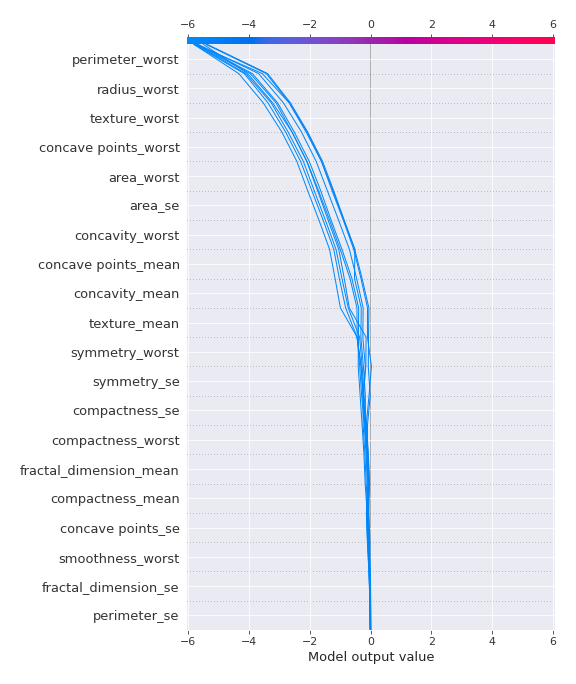 −6 −4 −2 0 2 4 6
perimeter_worst
radius_worst
texture_worst
concave points_worst
area_worst
area_se
concavity_worst
concave points_mean
concavity_mean
texture_mean
symmetry_worst
symmetry_se
compactness_se
compactness_worst
fractal_dimension_mean
compactness_mean
concave points_se
smoothness_worst
fractal_dimension_se
perimeter_se
−6 −4 −2 0 2 4 6
Model output value